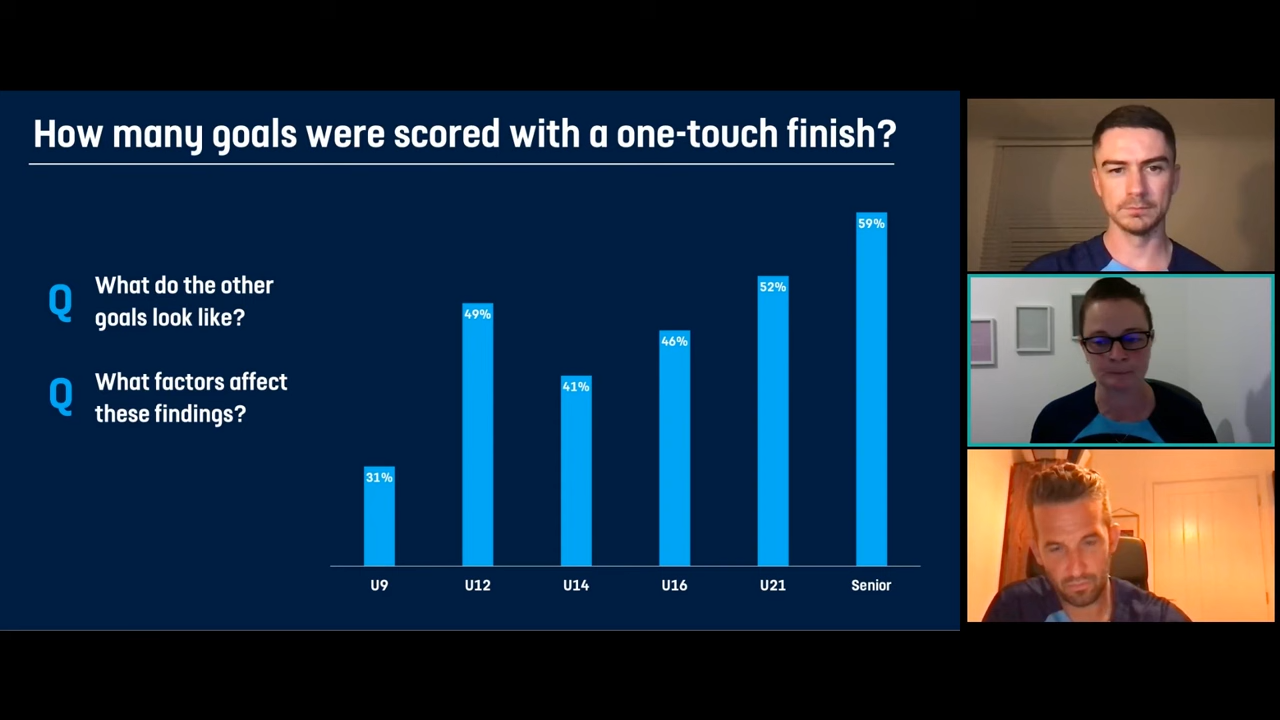 How many goals were scored with a one-touch finish?
Q What do the other
goals look like?
Q What factors affect
these findings?
59%
52%
49%
46%
41%
31%
U9 U12 U14 U16 U21 Senior